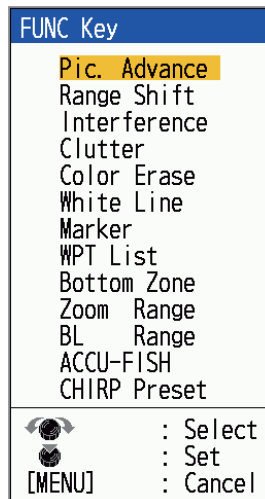 FUNC Key
Pic. Advance
Range Shift
Interference
Clutter
Color Erase
White Line
Marker
WPT List
Bottom Zone
Zoom Range
BL Range
ACCU-FISH
CHIRP Preset
: Select
: Set
[MENU] : Cancel